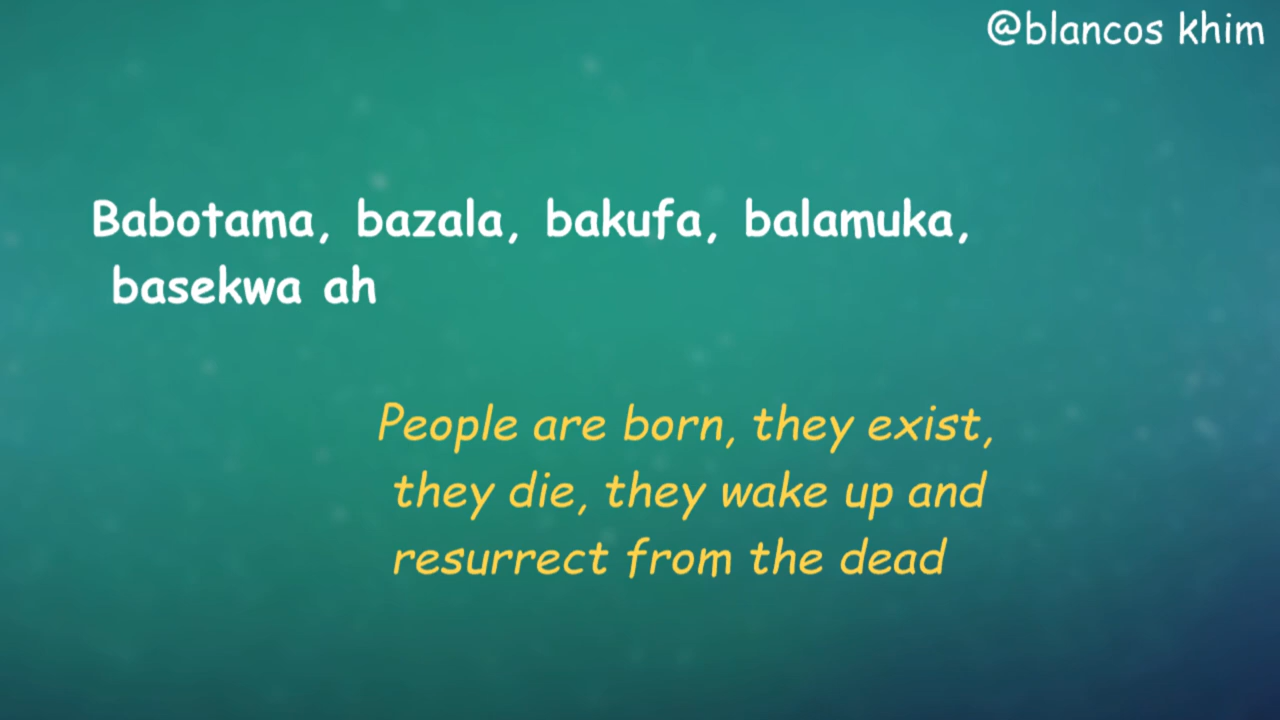 @blancos khim
Babotama, bazala, bakufa, balamuka,
basekwa ah
People are born, they exist,
they die, they wake up and
resurrect from the dead